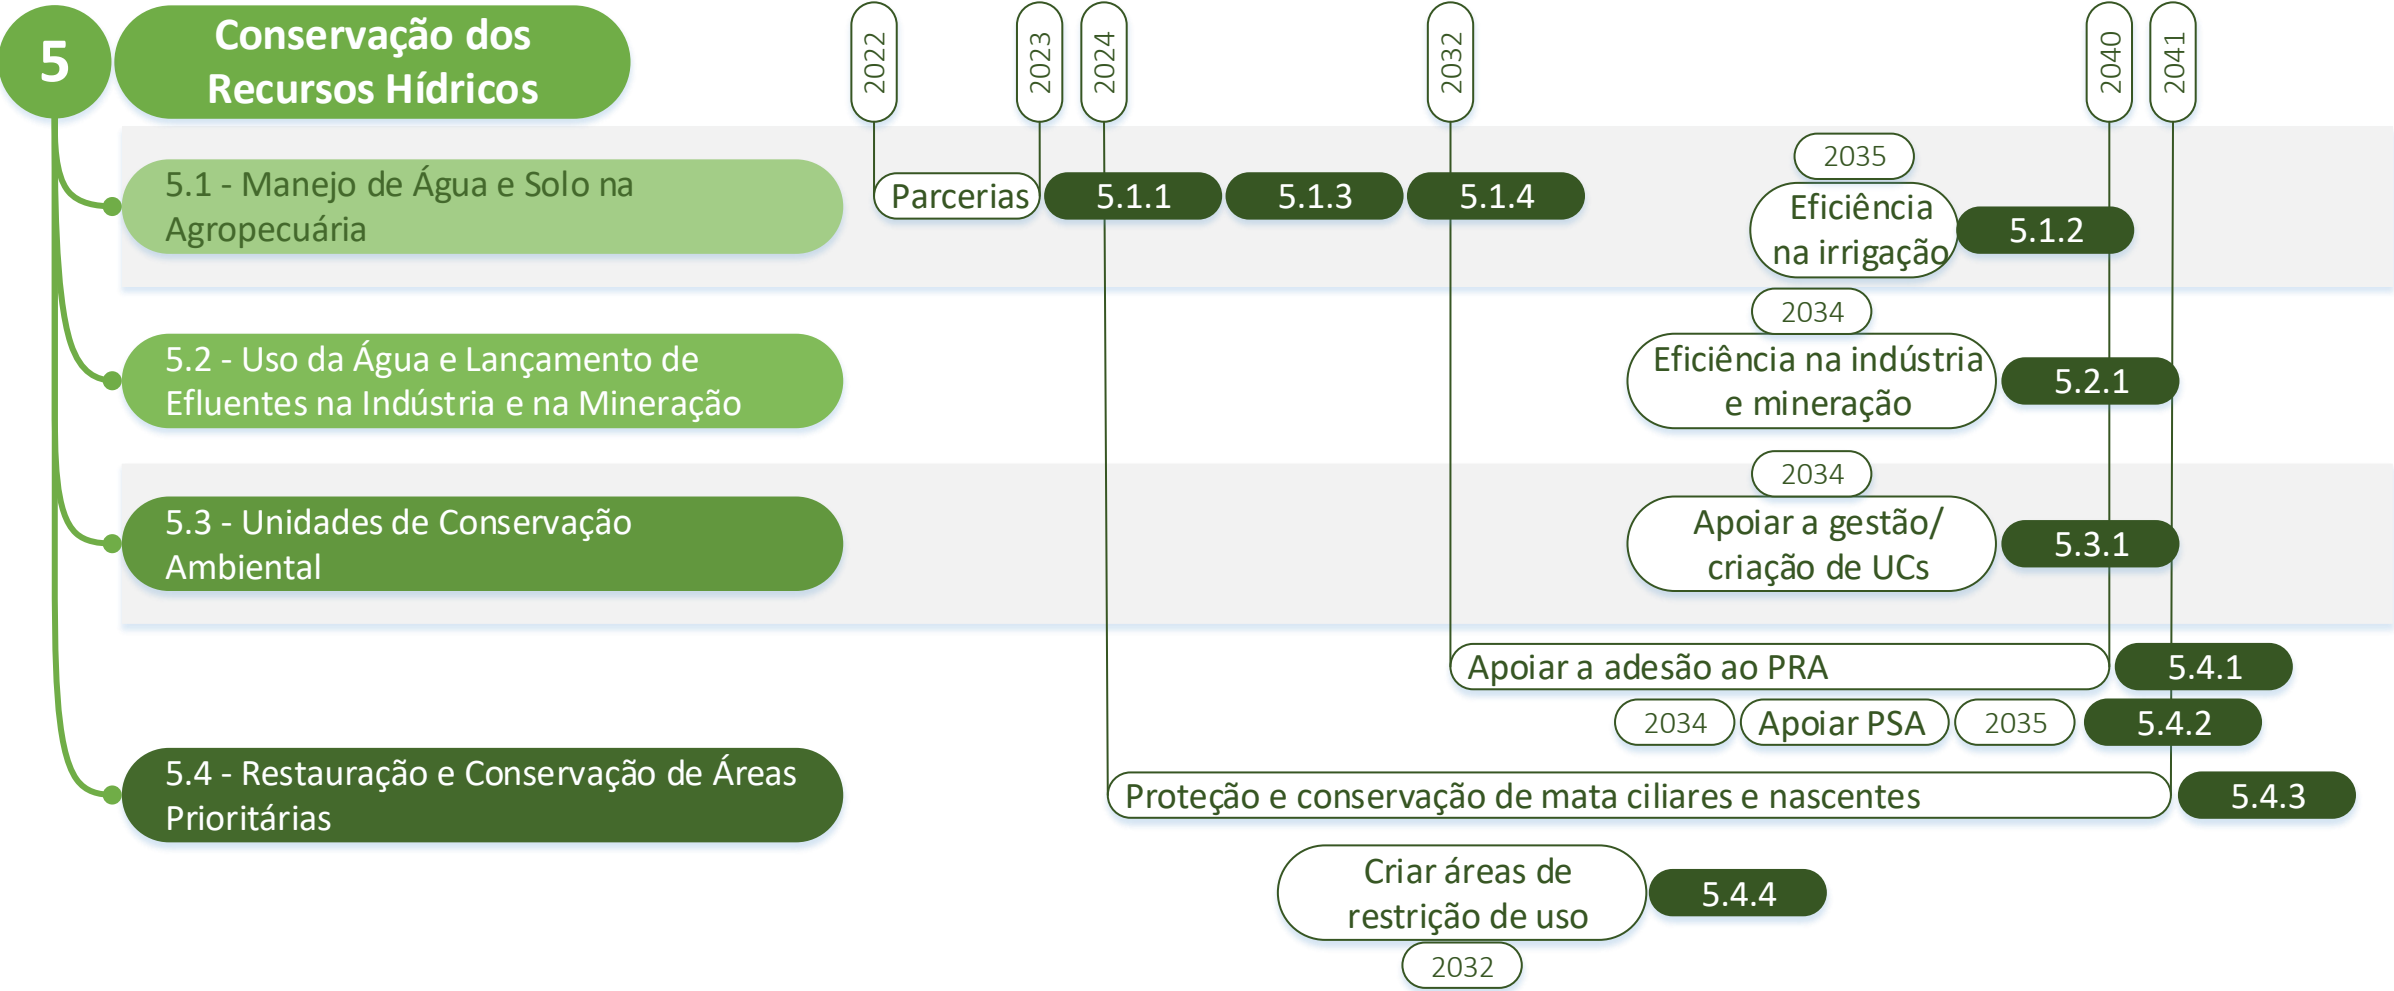 5
Conservação dos
Recursos Hídricos
2022
2023
2024
2032
2040
2041
5.1 - Manejo de Água e Solo na
Agropecuária
Parcerias
5.1.1
5.1.3
5.1.4
2035
Eficiência
na irrigação
5.1.2
5.2 - Uso da Água e Lançamento de
Efluentes na Indústria e na Mineração
2034
Eficiência na indústria
e mineração
5.2.1
5.3 - Unidades de Conservação
Ambiental
2034
Apoiar a gestão/
criação de UCs
5.3.1
5.4 - Restauração e Conservação de Áreas
Prioritárias
Apoiar a adesão ao PRA
5.4.1
2034
Apoiar PSA
2035
5.4.2
Proteção e conservação de mata ciliares e nascentes
5.4.3
Criar áreas de
restrição de uso
5.4.4
2032